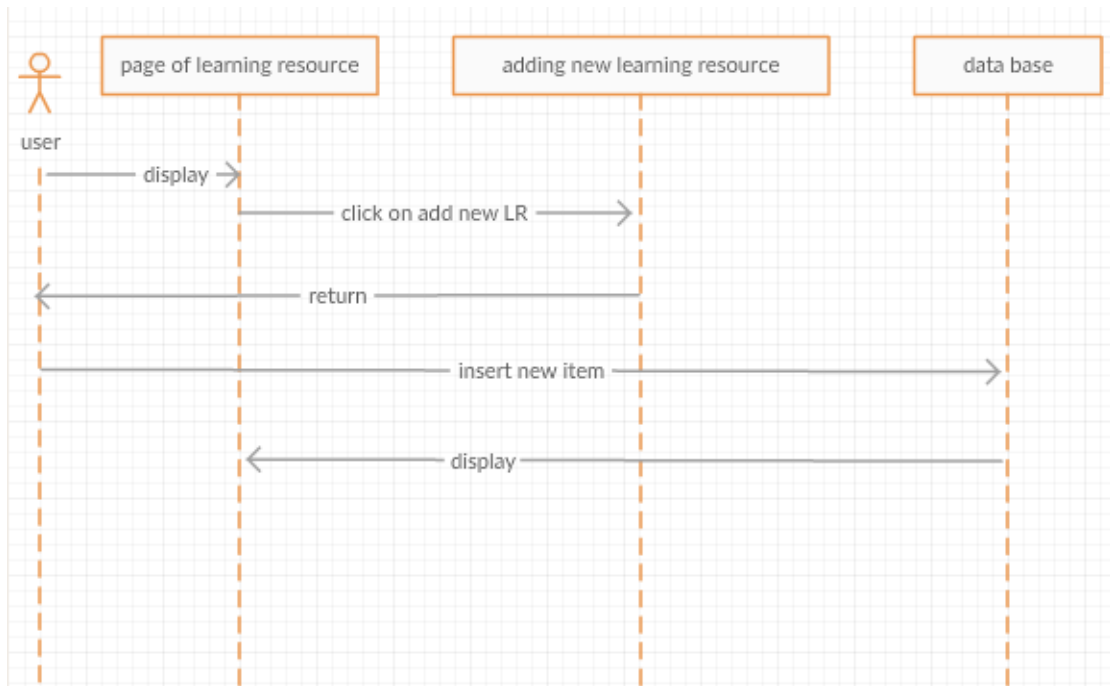 page of learning resource
adding new learning resource
data base
user
display
click on add new LR
return
insert new item
display